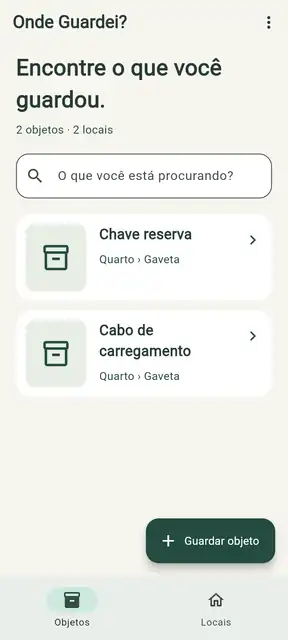 Onde Guardei?
Encontre o que você
guardou.
2 objetos · 2 locais
O que você está procurando?
Chave reserva
Quarto › Gaveta
Cabo de
carregamento
Quarto › Gaveta
Guardar objeto
Objetos
Locais